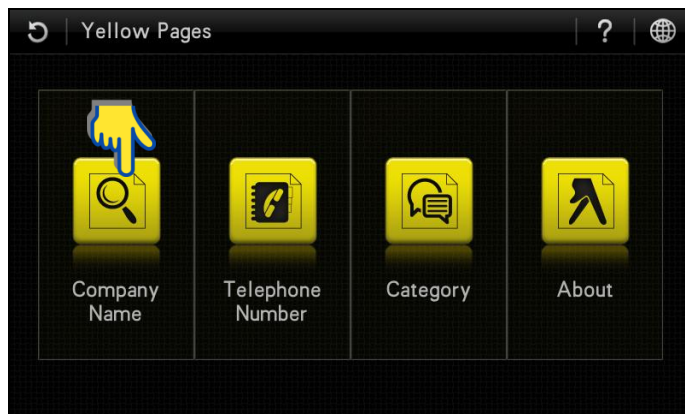 Yellow Pages
?
Company
Name
Telephone
Number
Category
About